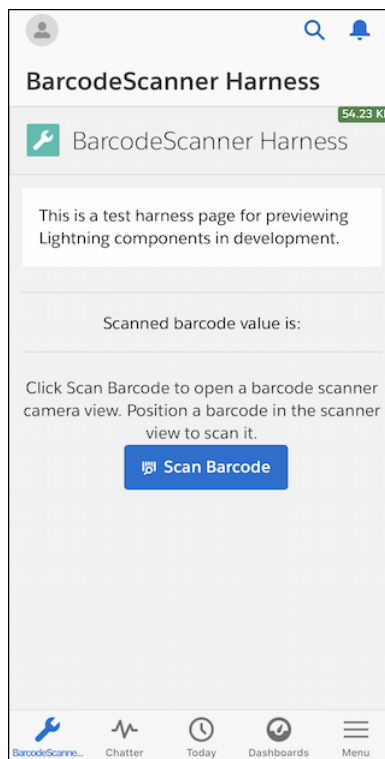 BarcodeScanner Harness
54.23 K
BarcodeScanner Harness
This is a test harness page for previewing
Lightning components in development.
Scanned barcode value is:
Click Scan Barcode to open a barcode scanner
camera view. Position a barcode in the scanner
view to scan it.
Scan Barcode
BarcodeScanne...
Chatter
Today
Dashboards
Menu